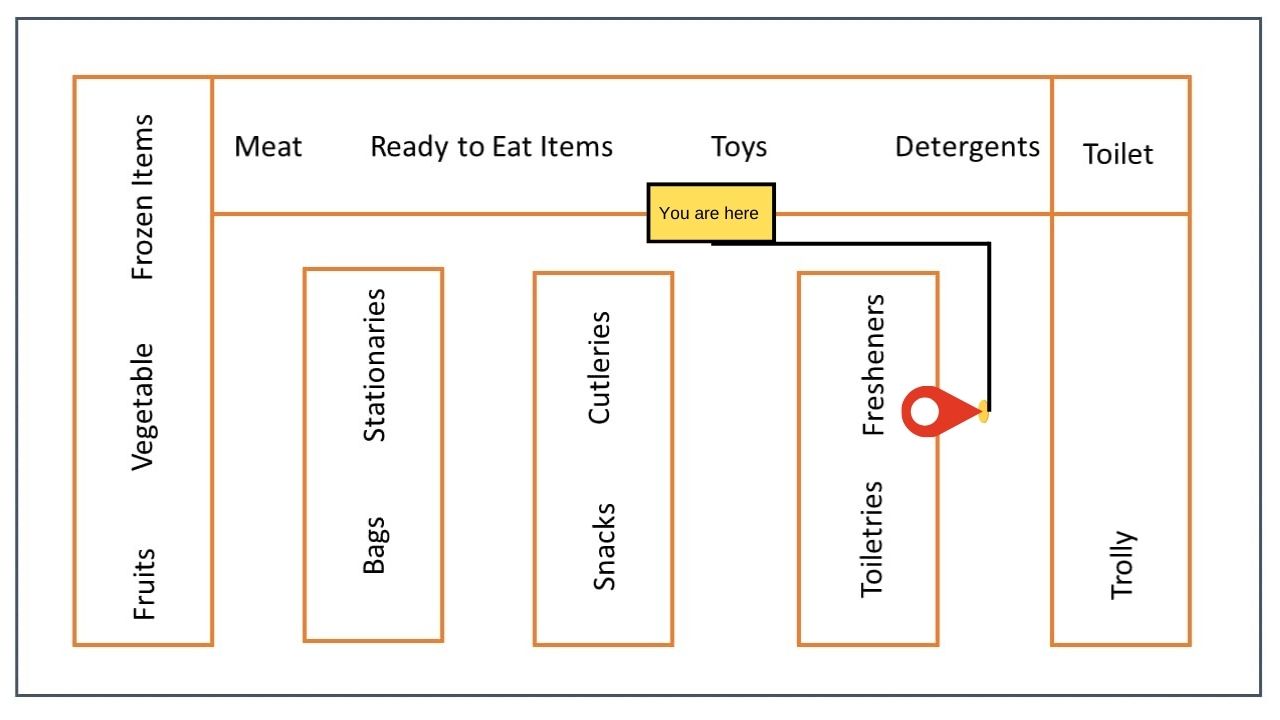 Meat
Ready to Eat Items
Toys
Detergents
Toilet
You are here
Frozen Items
Vegetable
Fruits
Stationaries
Bags
Cutleries
Snacks
Fresheners
Toiletries
Trolly